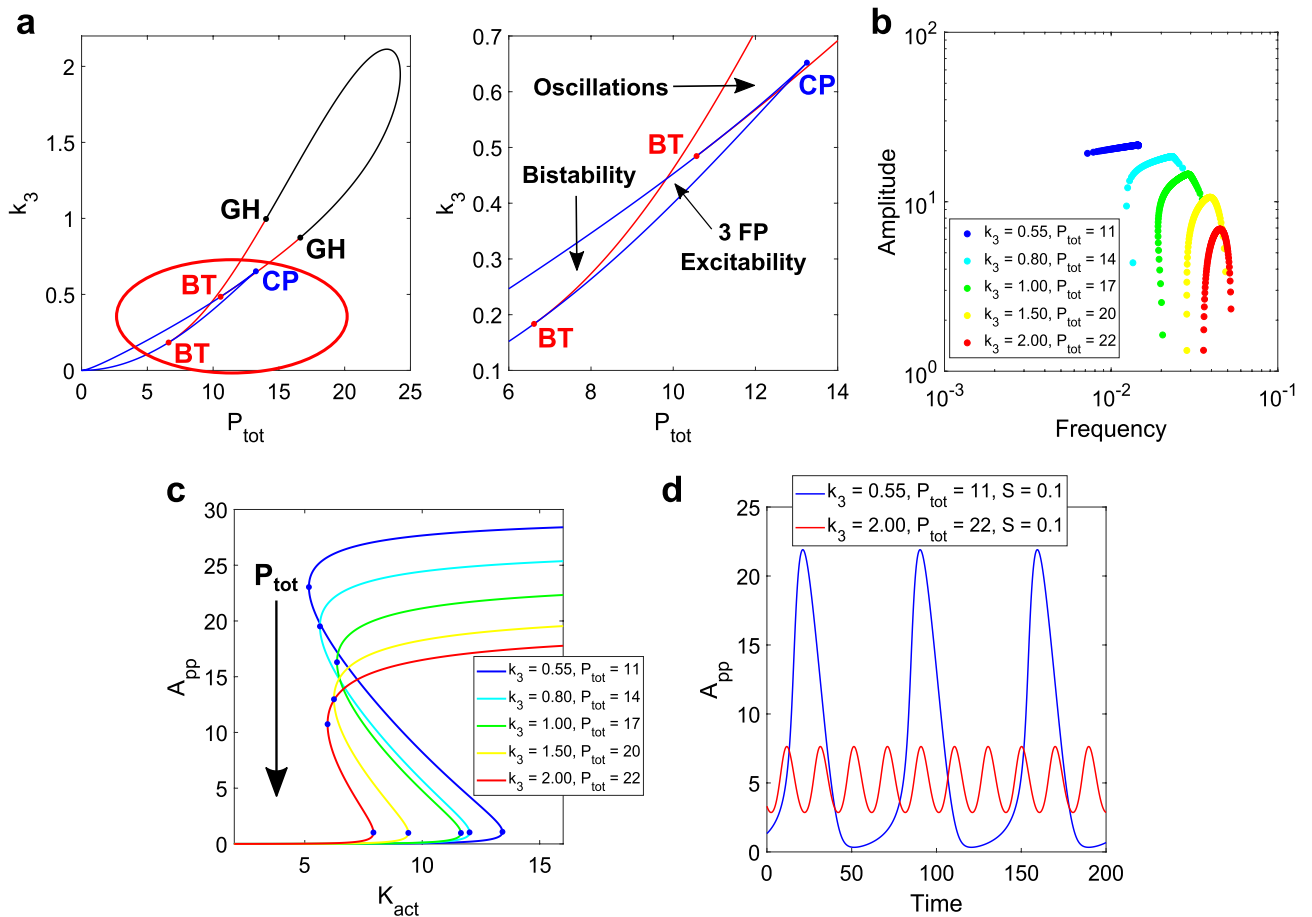 a
2
1.5
1
0.5
0
k3
GH
GH
BT
CP
BT
0 5 10 15 20 25
Ptot
0.7
0.6
0.5
0.4
0.3
0.2
0.1
k3
Oscillations
CP
BT
Bistability
3 FP
Excitability
BT
6 8 10 12 14
Ptot
b
10^2
10^1
10^0
Amplitude
k3 = 0.55, Ptot = 11
k3 = 0.80, Ptot = 14
k3 = 1.00, Ptot = 17
k3 = 1.50, Ptot = 20
k3 = 2.00, Ptot = 22
10^-3 10^-2 10^-1
Frequency
c
30
25
20
15
10
5
0
App
Ptot
k3 = 0.55, Ptot = 11
k3 = 0.80, Ptot = 14
k3 = 1.00, Ptot = 17
k3 = 1.50, Ptot = 20
k3 = 2.00, Ptot = 22
5 10 15
Kact
d
k3 = 0.55, Ptot = 11, S = 0.1
k3 = 2.00, Ptot = 22, S = 0.1
25
20
15
10
5
0
App
0 50 100 150 200
Time